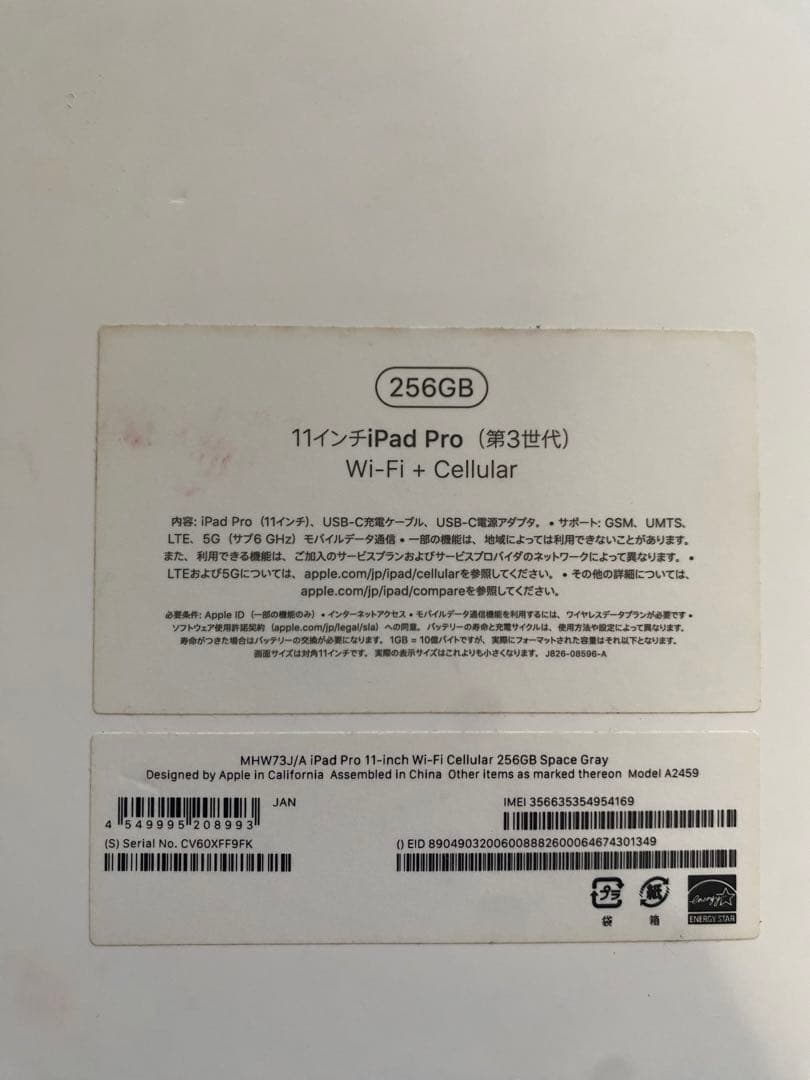 256GB
11インチiPad Pro（第3世代）
Wi-Fi + Cellular
内容: iPad Pro（11インチ）、USB-C充電ケーブル、USB-C電源アダプタ。• サポート: GSM、UMTS、
LTE、5G（サブ6 GHz）モバイルデータ通信 • 一部の機能は、地域によっては利用できないことがあります。
また、利用できる機能は、ご加入のサービスプランおよびサービスプロバイダのネットワークによって異なります。•
LTEおよび5Gについては、apple.com/jp/ipad/cellularを参照してください。• その他の詳細については、
apple.com/jp/ipad/compareを参照してください。
必要条件: Apple ID（一部の機能のみ）• インターネットアクセス • モバイルデータ通信機能を利用するには、ワイヤレスデータプランが必要です •
ソフトウェア使用許諾契約（apple.com/jp/legal/sla）への同意。バッテリーの寿命と充電サイクルは、使用方法や設定によって異なります。
寿命がつきた場合はバッテリーの交換が必要になります。1GB = 10億バイトですが、実際にフォーマットされた容量はそれ以下となります。
画面サイズは対角11インチです。実際の表示サイズはこれよりも小さくなります。J826-08596-A
MHW73J/A iPad Pro 11-inch Wi-Fi Cellular 256GB Space Gray
Designed by Apple in California Assembled in China Other items as marked thereon Model A2459
JAN
4 549995 208993
IMEI 356635354954169
(S) Serial No. CV60XFF9FK
() EID 89049032006008882600064674301349
プラ
袋
紙
箱
energy
ENERGY STAR